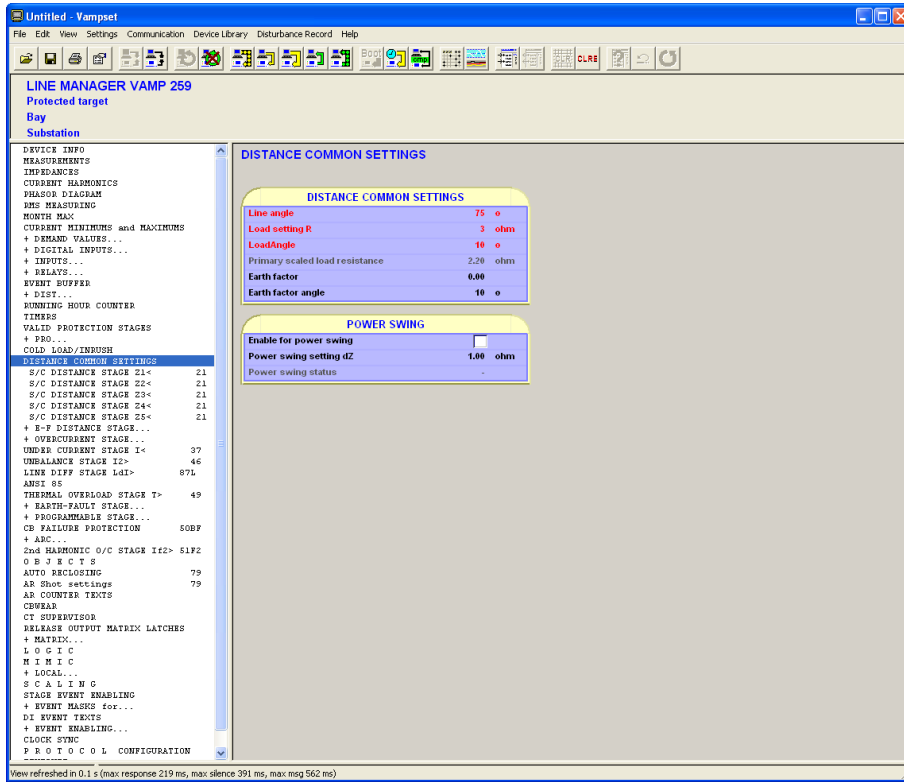 Untitled - Vampset
File Edit View Settings Communication Device Library Disturbance Record Help
Boot CLRE
LINE MANAGER VAMP 259
Protected target
Bay
Substation
DEVICE INFO
MEASUREMENTS
IMPEDANCES
CURRENT HARMONICS
PHASOR DIAGRAM
RMS MEASURING
MONTH MAX
CURRENT MINIMUMS and MAXIMUMS
+ DEMAND VALUES...
+ DIGITAL INPUTS...
+ INPUTS...
+ RELAYS...
EVENT BUFFER
+ DIST...
RUNNING HOUR COUNTER
TIMERS
VALID PROTECTION STAGES
+ PRO...
COLD LOAD/INRUSH
DISTANCE COMMON SETTINGS
S/C DISTANCE STAGE Z1< 21
S/C DISTANCE STAGE Z2< 21
S/C DISTANCE STAGE Z3< 21
S/C DISTANCE STAGE Z4< 21
S/C DISTANCE STAGE Z5< 21
+ E-F DISTANCE STAGE...
+ OVERCURRENT STAGE...
UNDER CURRENT STAGE I< 37
UNBALANCE STAGE I2> 46
LINE DIFF STAGE LdI> 87L
ANSI 85
THERMAL OVERLOAD STAGE T> 49
+ EARTH-FAULT STAGE...
+ PROGRAMMABLE STAGE...
CB FAILURE PROTECTION 50BF
+ ARC...
2nd HARMONIC O/C STAGE If2> 51F2
O B J E C T S
AUTO RECLOSING 79
AR Shot settings 79
AR COUNTER TEXTS
CBWEAR
CT SUPERVISOR
RELEASE OUTPUT MATRIX LATCHES
+ MATRIX...
L O G I C
M I M I C
+ LOCAL...
S C A L I N G
STAGE EVENT ENABLING
+ EVENT MASKS for...
DI EVENT TEXTS
+ EVENT ENABLING...
CLOCK SYNC
P R O T O C O L CONFIGURATION
DISTANCE COMMON SETTINGS
DISTANCE COMMON SETTINGS
Line angle 75 o
Load setting R 3 ohm
LoadAngle 10 o
Primary scaled load resistance 2.20 ohm
Earth factor 0.00
Earth factor angle 10 o
POWER SWING
Enable for power swing
Power swing setting dZ 1.00 ohm
Power swing status -
View refreshed in 0.1 s (max response 219 ms, max silence 391 ms, max msg 562 ms)